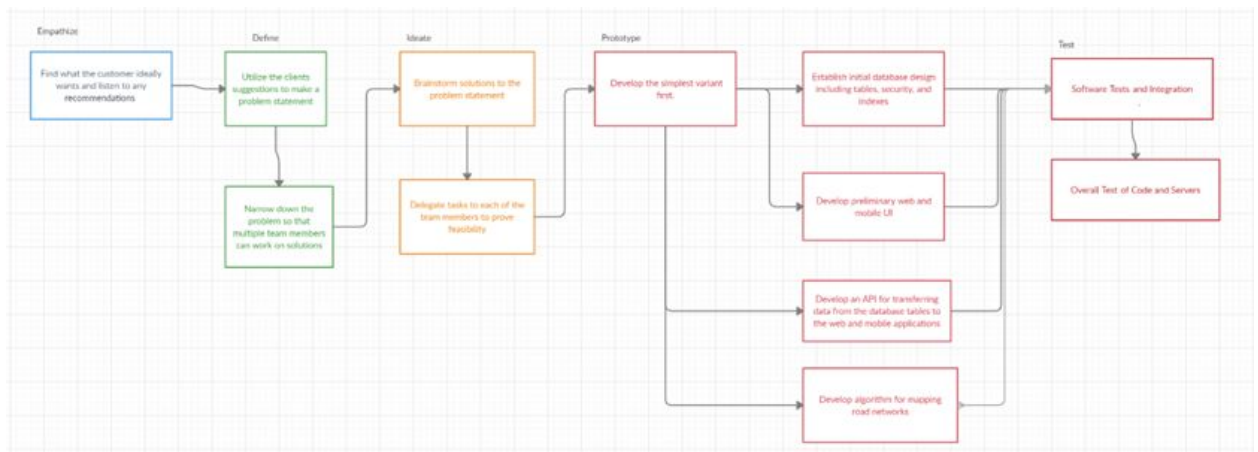 Empathize
Find what the customer ideally
wants and listen to any
recommendations
Define
Utilize the clients
suggestions to make a
problem statement
Narrow down the
problem so that
multiple team members
can work on solutions
Ideate
Brainstorm solutions to the
problem statement
Delegate tasks to each of the
team members to prove
feasibility
Prototype
Develop the simplest variant
first.
Establish initial database design
including tables, security, and
indexes
Develop preliminary web and
mobile UI
Develop an API for transferring
data from the database tables to
the web and mobile applications
Develop algorithm for mapping
road networks
Test
Software Tests and Integration
.
Overall Test of Code and Servers